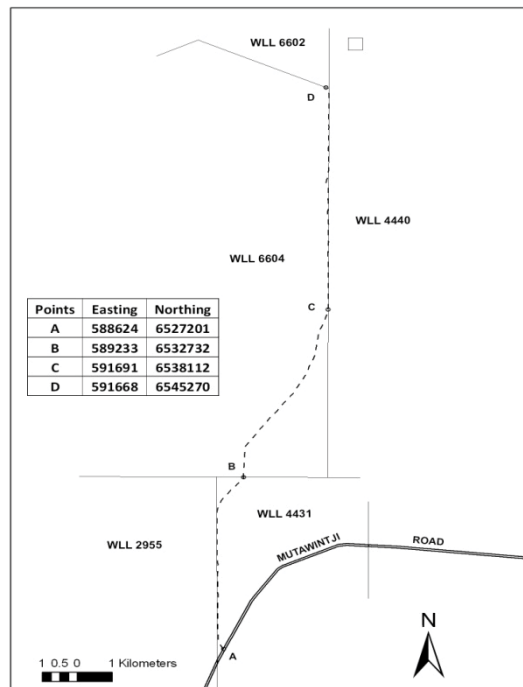 WLL 6602
D
WLL 4440
WLL 6604
C
Points Easting Northing
A 588624 6527201
B 589233 6532732
C 591691 6538112
D 591668 6545270
B
WLL 4431
WLL 2955
MUTAWINTJI ROAD
A
N
1 0.5 0 1 Kilometers